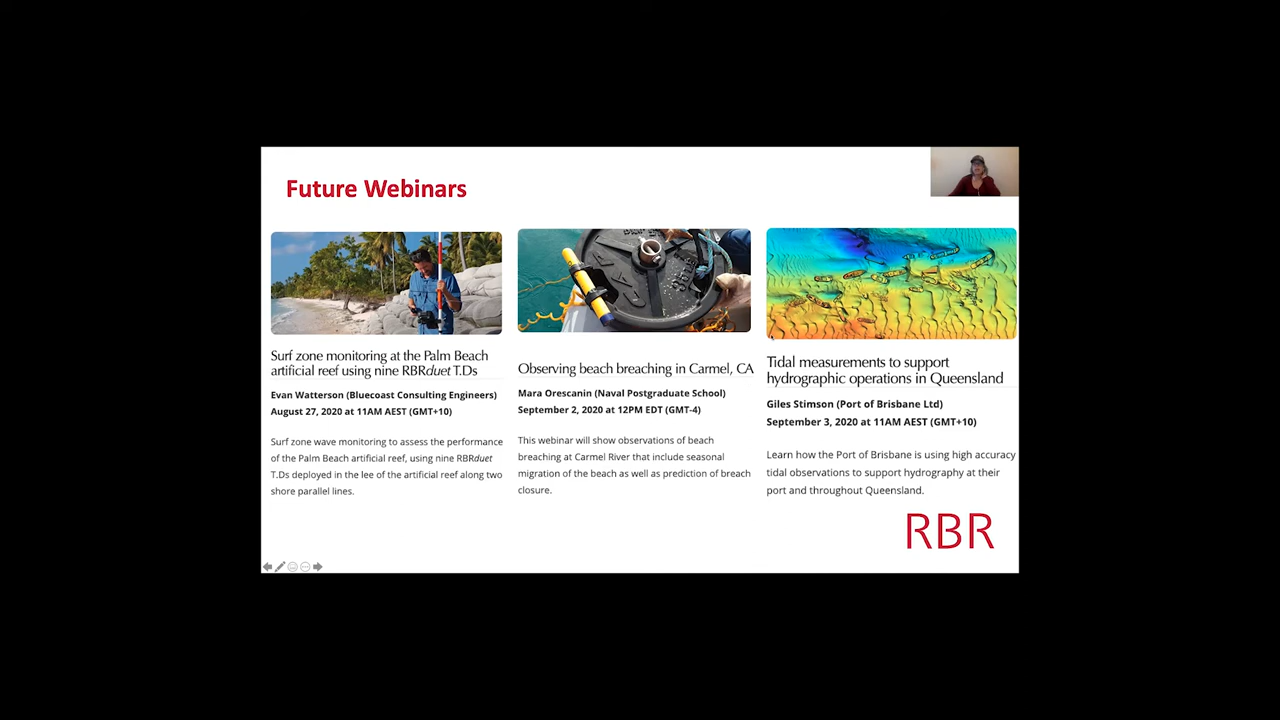 Future Webinars
Surf zone monitoring at the Palm Beach
artificial reef using nine RBRduet T.Ds
Evan Watterson (Bluecoast Consulting Engineers)
August 27, 2020 at 11AM AEST (GMT+10)
Surf zone wave monitoring to assess the performance
of the Palm Beach artificial reef, using nine RBRduet
T.Ds deployed in the lee of the artificial reef along two
shore parallel lines.
Observing beach breaching in Carmel, CA
Mara Orescanin (Naval Postgraduate School)
September 2, 2020 at 12PM EDT (GMT-4)
This webinar will show observations of beach
breaching at Carmel River that include seasonal
migration of the beach as well as prediction of breach
closure.
Tidal measurements to support
hydrographic operations in Queensland
Giles Stimson (Port of Brisbane Ltd)
September 3, 2020 at 11AM AEST (GMT+10)
Learn how the Port of Brisbane is using high accuracy
tidal observations to support hydrography at their
port and throughout Queensland.
RBR